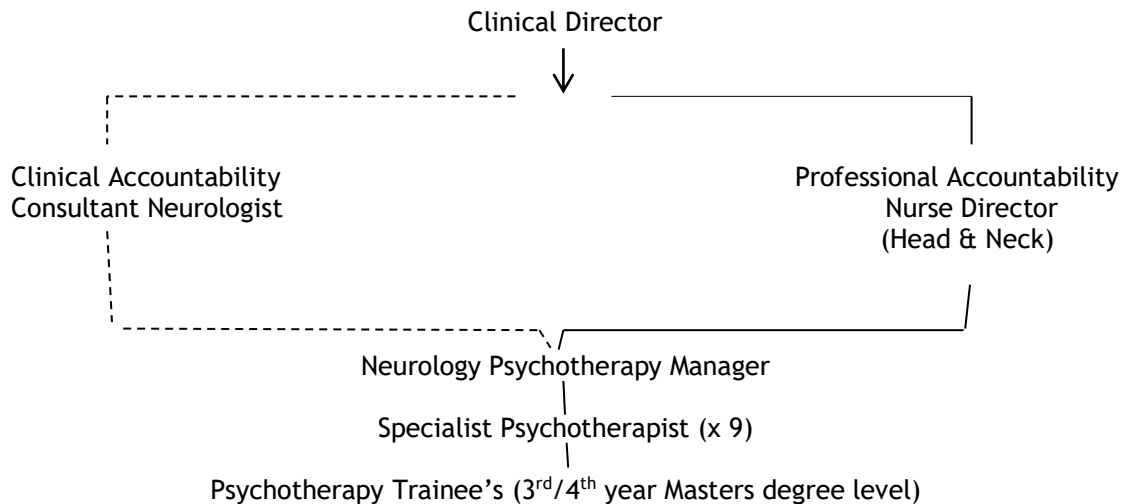 Clinical Director
Clinical Accountability
Consultant Neurologist
Professional Accountability
Nurse Director
(Head & Neck)
Neurology Psychotherapy Manager
Specialist Psychotherapist (x 9)
Psychotherapy Trainee’s (3rd/4th year Masters degree level)